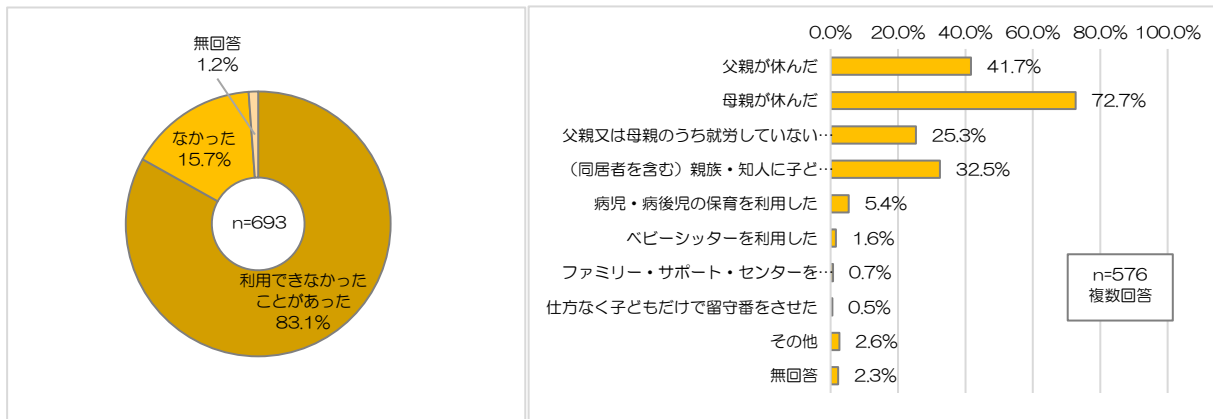 無回答
1.2%
なかった
15.7%
n=693
利用できなかった
ことがあった
83.1%
0.0% 20.0% 40.0% 60.0% 80.0% 100.0%
父親が休んだ 41.7%
母親が休んだ 72.7%
父親又は母親のうち就労していない… 25.3%
（同居者を含む）親族・知人に子ど… 32.5%
病児・病後児の保育を利用した 5.4%
ベビーシッターを利用した 1.6%
ファミリー・サポート・センターを… 0.7%
仕方なく子どもだけで留守番をさせた 0.5%
その他 2.6%
無回答 2.3%
n=576
複数回答